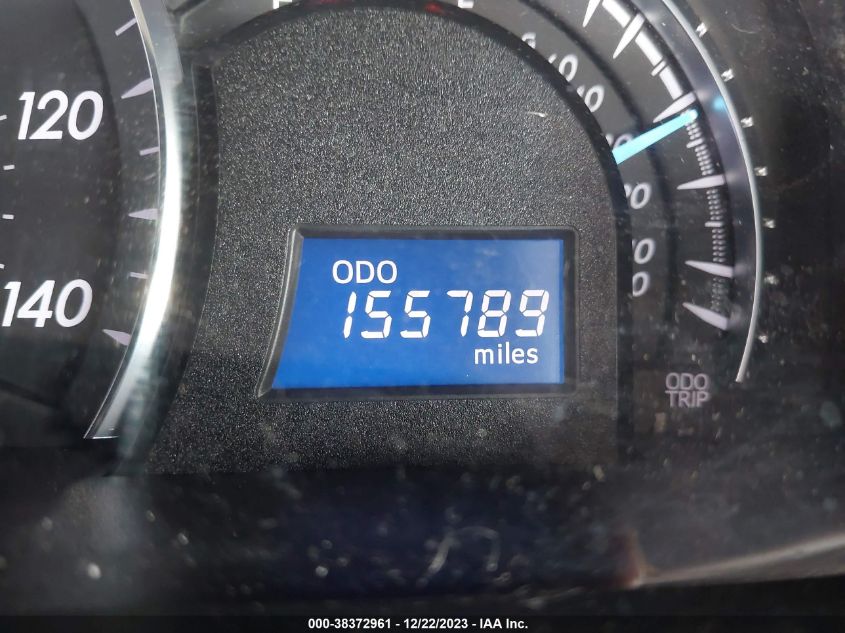 F
120
140
ODO
155789
miles
ODO
TRIP
000-38372961 - 12/22/2023 - IAA Inc.